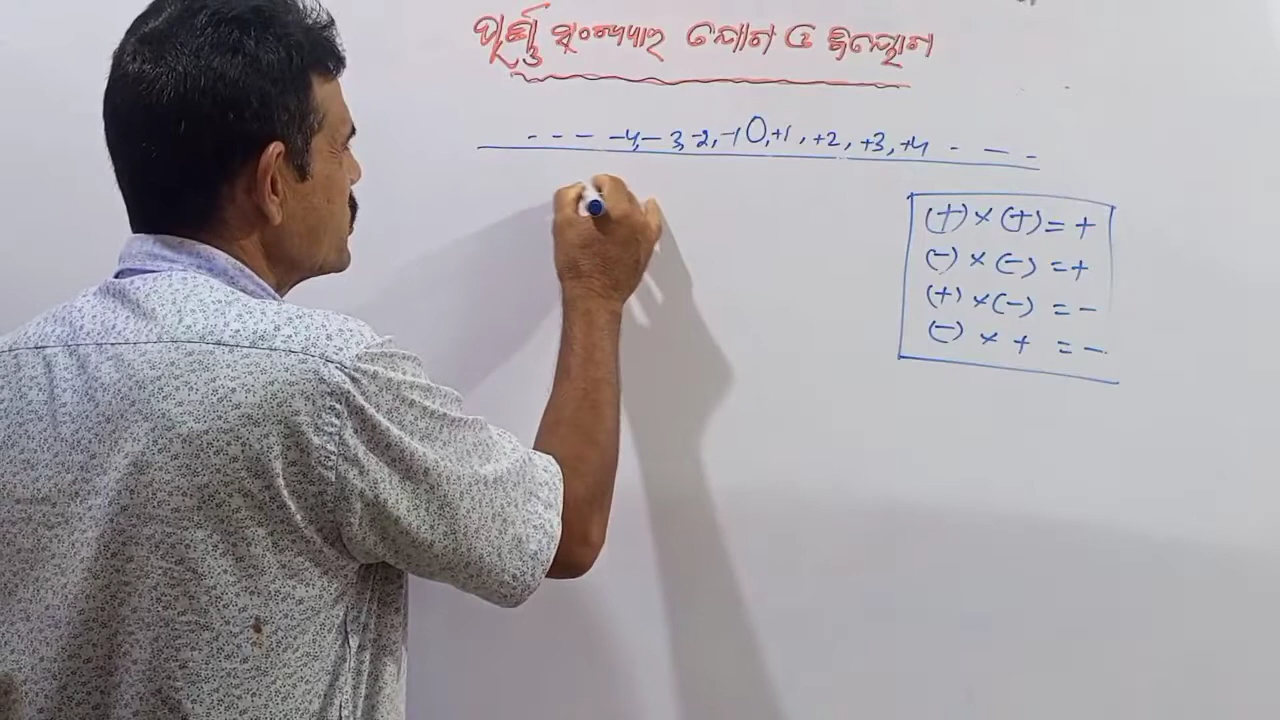 ପୂର୍ଣ୍ଣ ସଂଖ୍ୟାର ଯୋଗ ଓ ବିୟୋଗ
- - - -4, -3, -2, -1 0, +1, +2, +3, +4 - - -
(+) × (+) = +
(-) × (-) = +
(+) × (-) = -
(-) × + = -